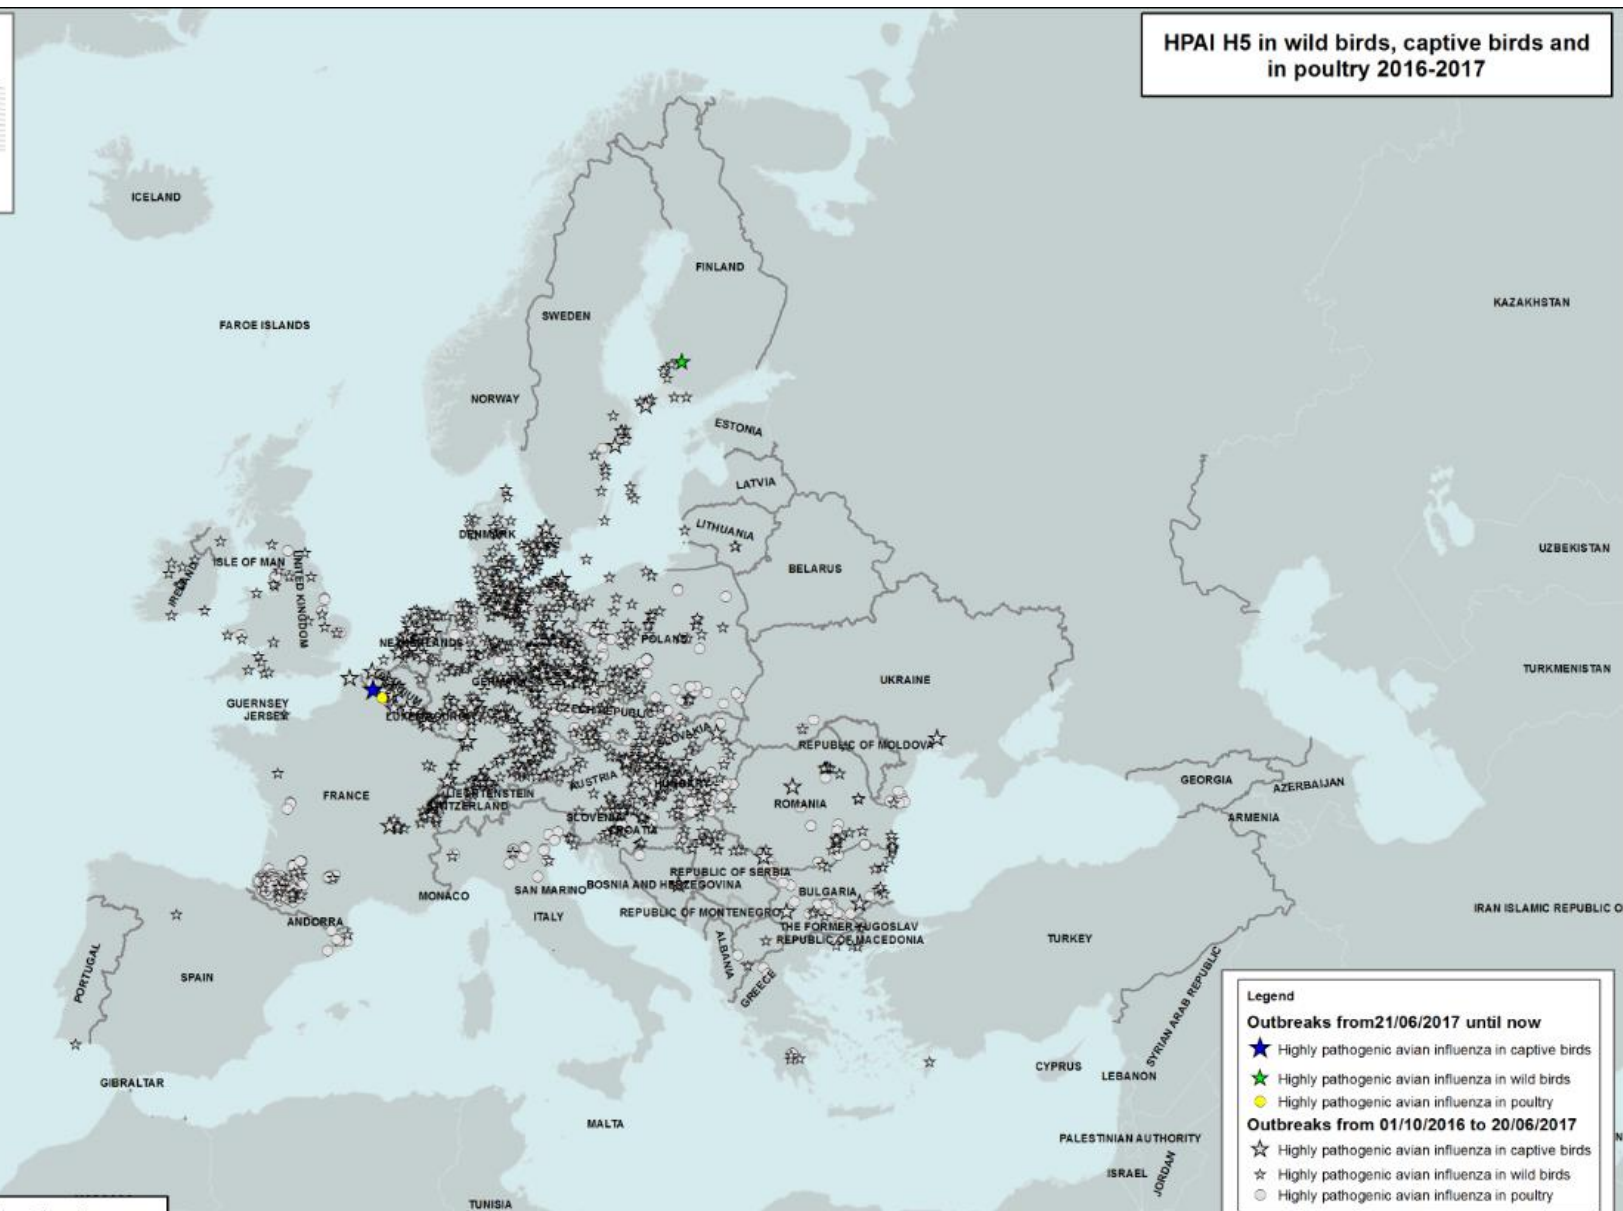 HPAI H5 in wild birds, captive birds and
in poultry 2016-2017
ICELAND
FINLAND
KAZAKHSTAN
SWEDEN
FAROE ISLANDS
NORWAY
ESTONIA
LATVIA
LITHUANIA
DENMARK
UZBEKISTAN
ISLE OF MAN
BELARUS
IRELAND
UNITED KINGDOM
NETHERLANDS
POLAND
TURKMENISTAN
GERMANY
UKRAINE
BELGIUM
GUERNSEY
JERSEY
LUXEMBOURG
CZECH REPUBLIC
SLOVAKIA
REPUBLIC OF MOLDOVA
AUSTRIA
HUNGARY
GEORGIA
AZERBAIJAN
FRANCE
LIECHTENSTEIN
SWITZERLAND
ROMANIA
SLOVENIA
CROATIA
ARMENIA
REPUBLIC OF SERBIA
MONACO
SAN MARINO
BOSNIA AND HERZEGOVINA
BULGARIA
ITALY
REPUBLIC OF MONTENEGRO
IRAN ISLAMIC REPUBLIC O
ANDORRA
THE FORMER YUGOSLAV
REPUBLIC OF MACEDONIA
TURKEY
ALBANIA
PORTUGAL
SPAIN
GREECE
SYRIAN ARAB REPUBLIC
CYPRUS
LEBANON
GIBRALTAR
MALTA
PALESTINIAN AUTHORITY
ISRAEL
JORDAN
TUNISIA
Legend
Outbreaks from21/06/2017 until now
Highly pathogenic avian influenza in captive birds
Highly pathogenic avian influenza in wild birds
Highly pathogenic avian influenza in poultry
Outbreaks from 01/10/2016 to 20/06/2017
Highly pathogenic avian influenza in captive birds
Highly pathogenic avian influenza in wild birds
Highly pathogenic avian influenza in poultry